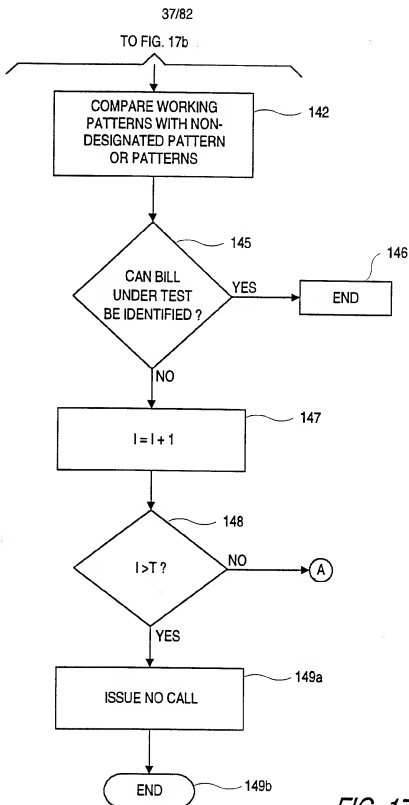 37/82
TO FIG. 17b
COMPARE WORKING
PATTERNS WITH NON-
DESIGNATED PATTERN
OR PATTERNS
142
145
146
CAN BILL
UNDER TEST
BE IDENTIFIED ?
YES
END
NO
147
I = I + 1
148
I >T ?
NO
A
YES
149a
ISSUE NO CALL
END
149b